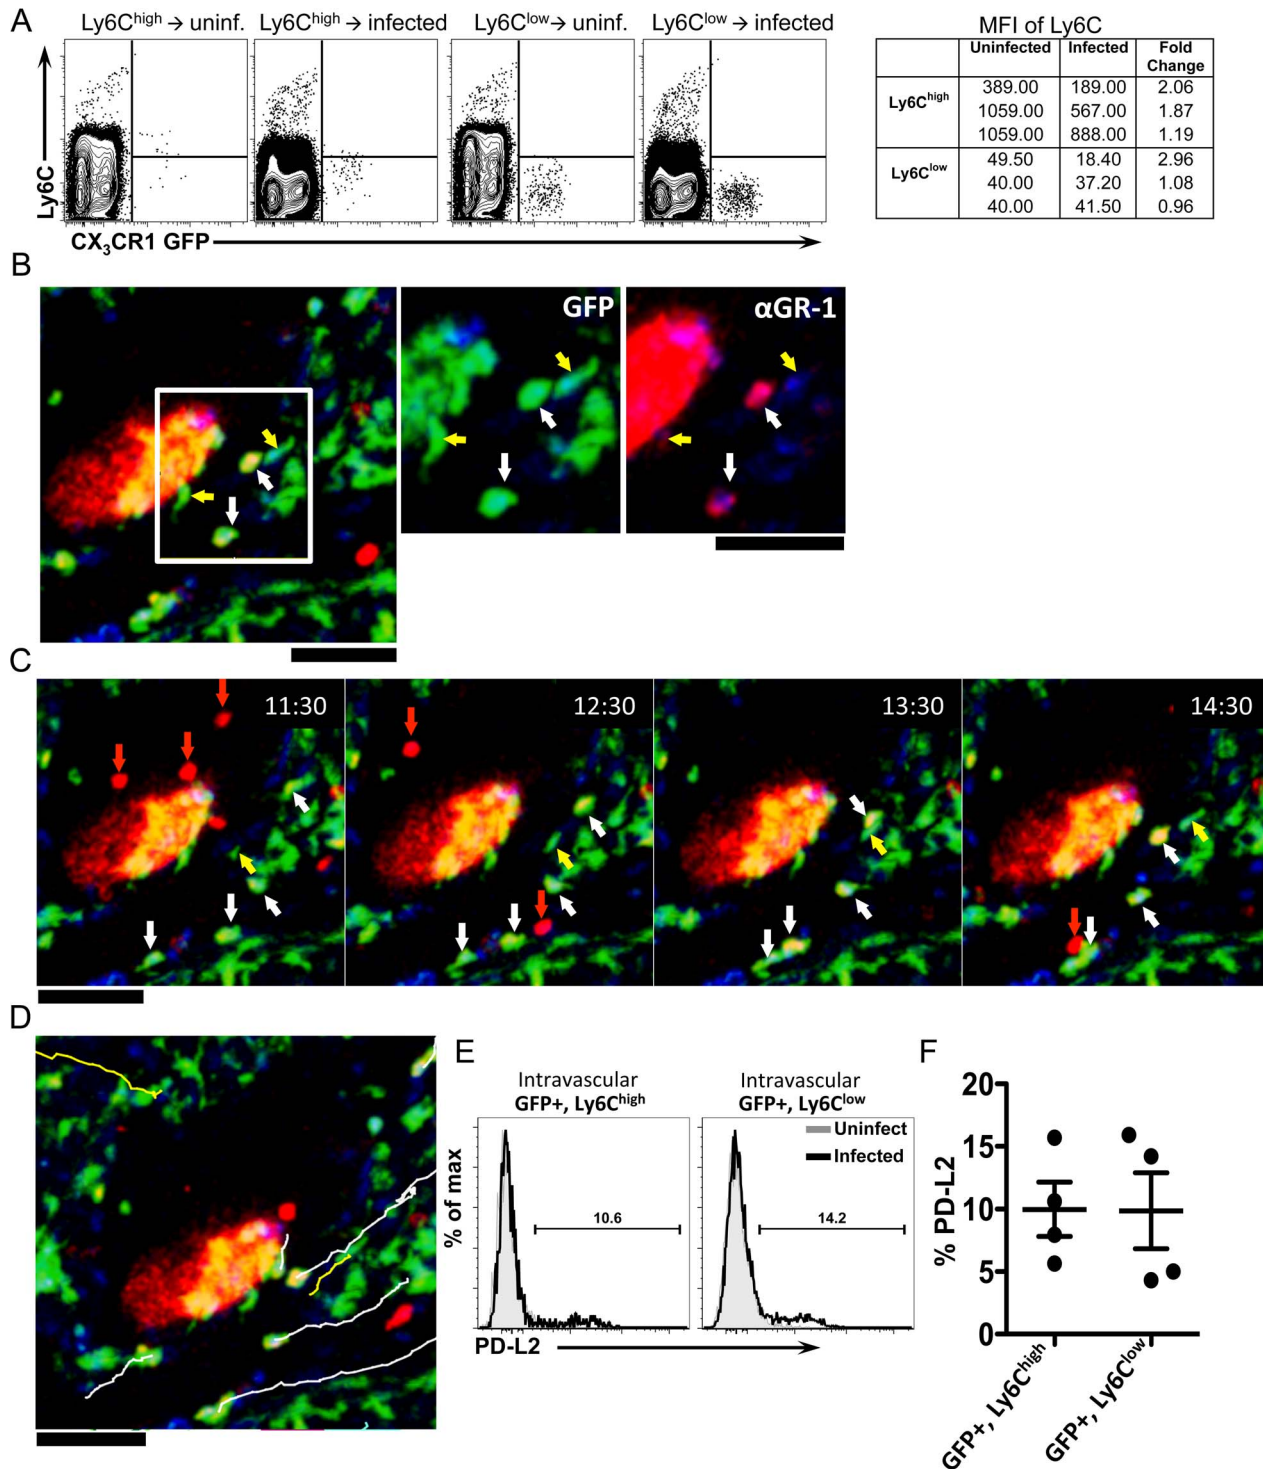 A
Ly6Chigh → uninf.
Ly6Chigh → infected
Ly6Clow → uninf.
Ly6Clow → infected
Ly6C
CX3CR1 GFP
MFI of Ly6C
Uninfected Infected Fold Change
Ly6Chigh
389.00 189.00 2.06
1059.00 567.00 1.87
1059.00 888.00 1.19
Ly6Clow
49.50 18.40 2.96
40.00 37.20 1.08
40.00 41.50 0.96
B
GFP
αGR-1
C
11:30
12:30
13:30
14:30
D
E
Intravascular
GFP+, Ly6Chigh
Intravascular
GFP+, Ly6Clow
Uninfect
Infected
% of max
10.6
14.2
PD-L2
F
% PD-L2
20
15
10
5
0
GFP+, Ly6Chigh
GFP+, Ly6Clow